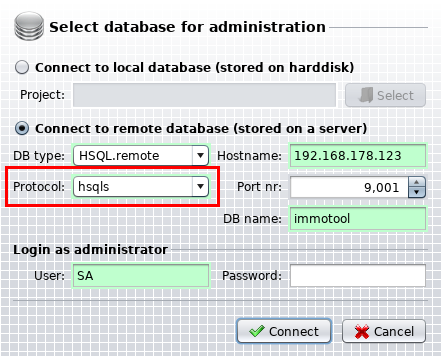 Select database for administration
Connect to local database (stored on harddisk)
Project: Select
Connect to remote database (stored on a server)
DB type: HSQL.remote Hostname: 192.168.178.123
Protocol: hsqls Port nr: 9,001
DB name: immotool
Login as administrator
User: SA Password:
Connect Cancel